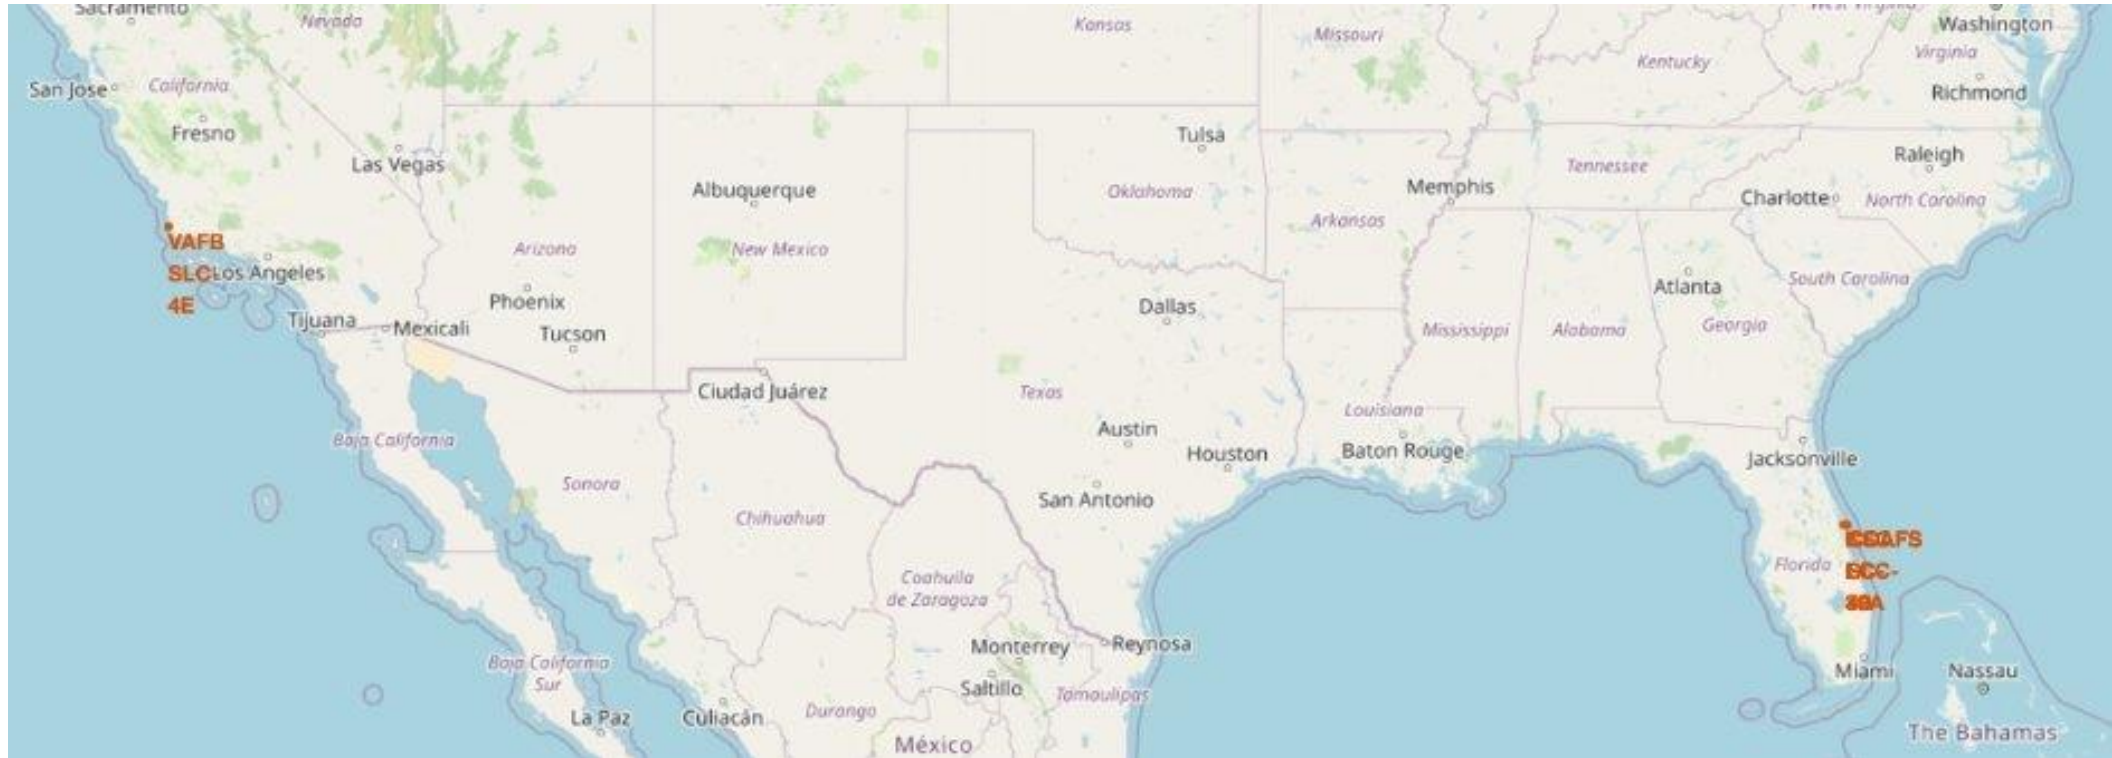 Sacramento
Nevada
Kansas
Missouri
West Virginia
Washington
San Jose
California
Kentucky
Virginia
Richmond
Fresno
Las Vegas
Tulsa
Raleigh
Tennessee
Albuquerque
Oklahoma
Memphis
Charlotte
North Carolina
Arkansas
VAFB
SLC
4E
Los Angeles
Arizona
New Mexico
South Carolina
Atlanta
Phoenix
Dallas
Georgia
Tijuana
Mexicali
Tucson
Mississippi
Alabama
Ciudad Juárez
Texas
Louisiana
Austin
Baja California
Houston
Baton Rouge
Jacksonville
Sonora
San Antonio
Chihuahua
Florida
Coahuila
de Zaragoza
Monterrey
Reynosa
Miami
Nassau
Baja California
Sur
Saltillo
Tamaulipas
La Paz
Culiacán
Durango
México
The Bahamas